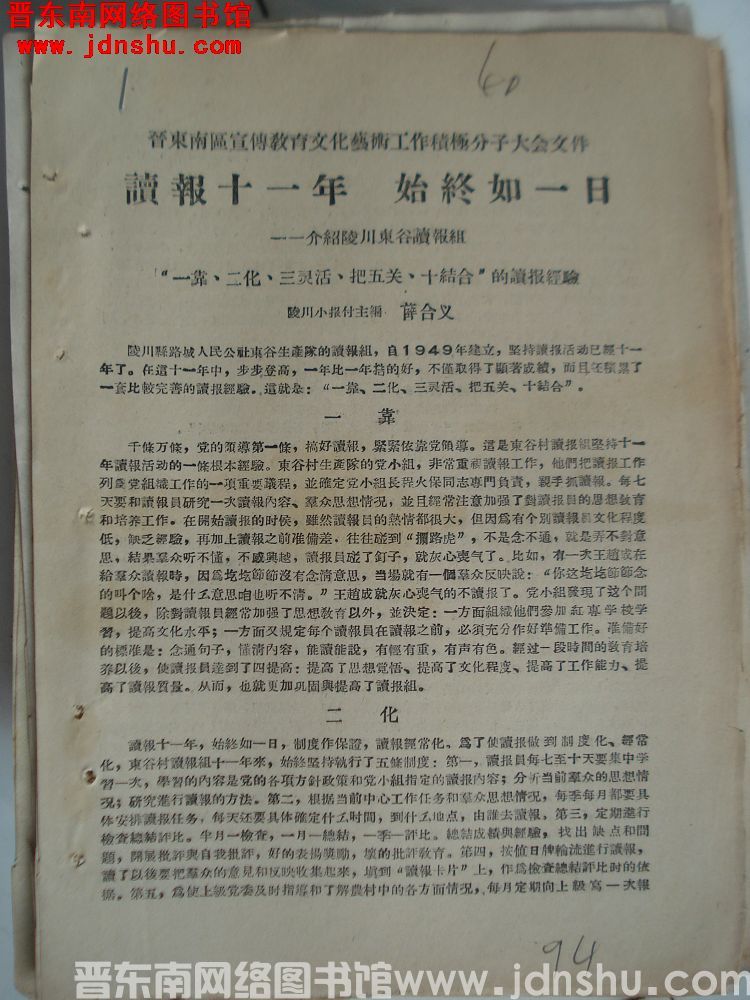 晋东南网络图书馆
www.jdnshu.com
1
60
晉東南區宣傳教育文化藝術工作積極分子大会文件
讀報十一年 始終如一日
——介紹陵川東谷讀報組
“一靠、二化、三灵活、把五关、十結合”的讀报經驗
陵川小报付主編 薛合义
陵川縣路城人民公社東谷生產隊的讀報組，自1949年建立，坚持讀报活动已經十一
年了。在這十一年中，步步登高，一年比一年搞的好，不僅取得了顯著成績，而且还积累了
一套比較完善的讀报經驗。這就是：“一靠、二化、三灵活、把五关、十結合”。
一 靠
千條万條，党的領導第一條，搞好讀報，緊緊依靠党領導。這是東谷村讀报組坚持十一
年讀報活动的一條根本經驗。東谷村生產隊的党小組，非常重視讀報工作，他們把讀报工作
列為党組織工作的一項重要議程，並確定党小組長程火保同志專門負責，親手抓讀報。每七
天要和讀報員研究一次讀報內容、羣众思想情况，並且經常注意加强了对讀报員的思想教育
和培养工作。在開始讀报的时侯，雖然讀報員的熱情都很大，但因為有个別讀報員文化程度
低，缺乏經驗，再加上讀报之前准備差，往往碰到“攔路虎”，不是念不通，就是弄不對意
思，結果羣众听不懂，不感興趣，讀报員碰了釘子，就灰心喪气了。比如，有一次王趙成在
給羣众讀報時，因為圪圪節節沒有念清意思，当場就有一個羣众反映說：“你这圪圪節節念
的叫个啥，是什么意思咱也听不清。”王趙成就灰心喪气的不讀报了。党小組發現了这个問
題以後，除對讀報員經常加强了思想教育以外，並決定：一方面組織他們參加紅專学校学
習，提高文化水平；一方面又規定每个讀報員在讀報之前，必須充分作好準備工作。准備好
的標准是：念通句子，懂清內容，能讀能說，有輕有重，有声有色。經过一段時間的教育培
养以後，使讀报員達到了四提高：提高了思想覚悟、提高了文化程度、提高了工作能力、提
高了讀報質量。从而，也就更加巩固與提高了讀报組。
二 化
讀報十一年，始終如一日，制度作保證，讀報經常化。為了使讀报做到制度化、經常
化，東谷村讀報組十一年來，始終坚持執行了五條制度：第一，讀报員每七至十天要集中学
習一次，學習的內容是党的各項方針政策和党小組指定的讀报內容；分析当前羣众的思想情
况；研究進行讀報的方法。第二，根据当前中心工作任务和羣众思想情况，每季每月都要具
体安排讀报任务，每天还要具体確定什么时間，到什么地点，由誰去讀报，第三，定期進行
檢查總結評比。半月一檢查，一月一總結，一季一評比。總結成績與經驗，找出缺点和問
題，開展批評與自我批評，好的表揚獎勵，壞的批評教育。第四，按值日牌輪流進行讀报，
讀了以後要把羣众的意見和反映收集起來，填到“讀報卡片”上，作為檢查總結評比时的依
据。第五，為使上級党委及时指導和了解農村中的各方面情况，每月定期向上級寫一次報
94
晋东南网络图书馆www.jdnshu.com